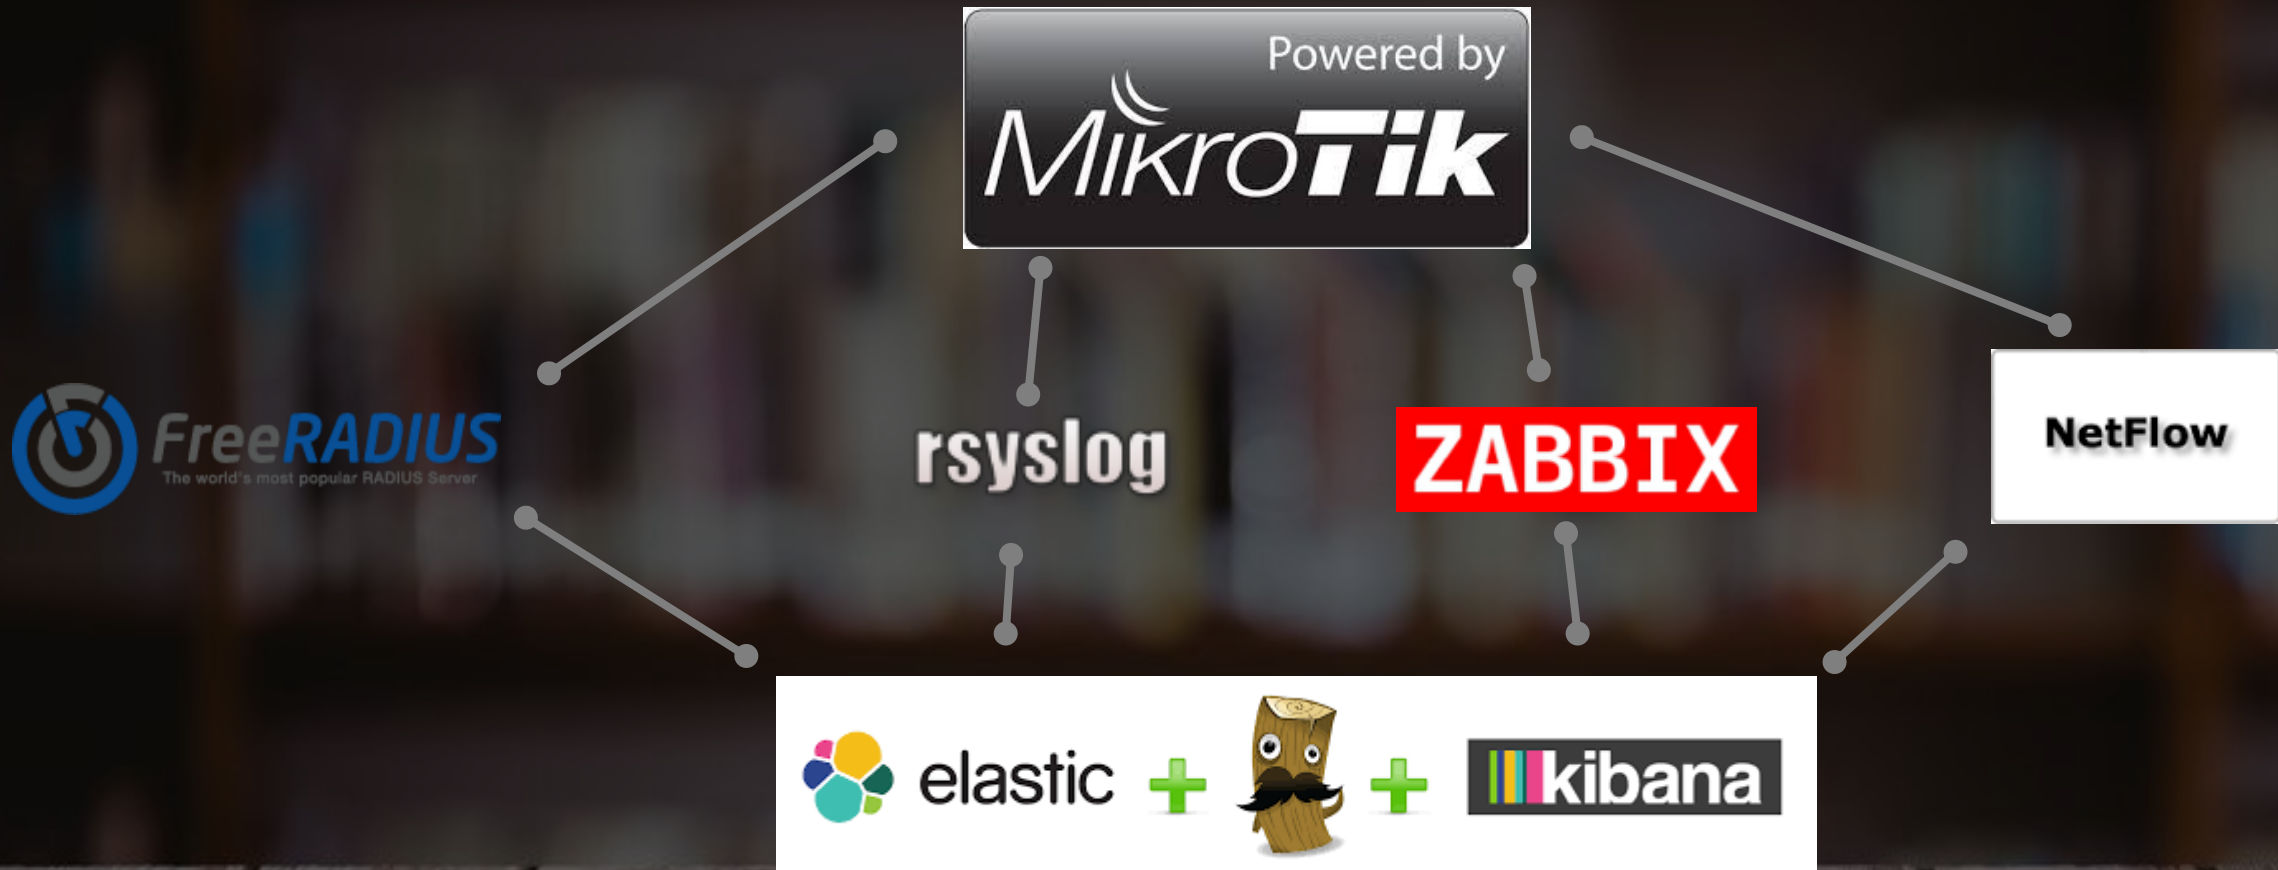 Powered by
MikroTik
FreeRADIUS
The world's most popular RADIUS Server
rsyslog
ZABBIX
NetFlow
elastic
kibana